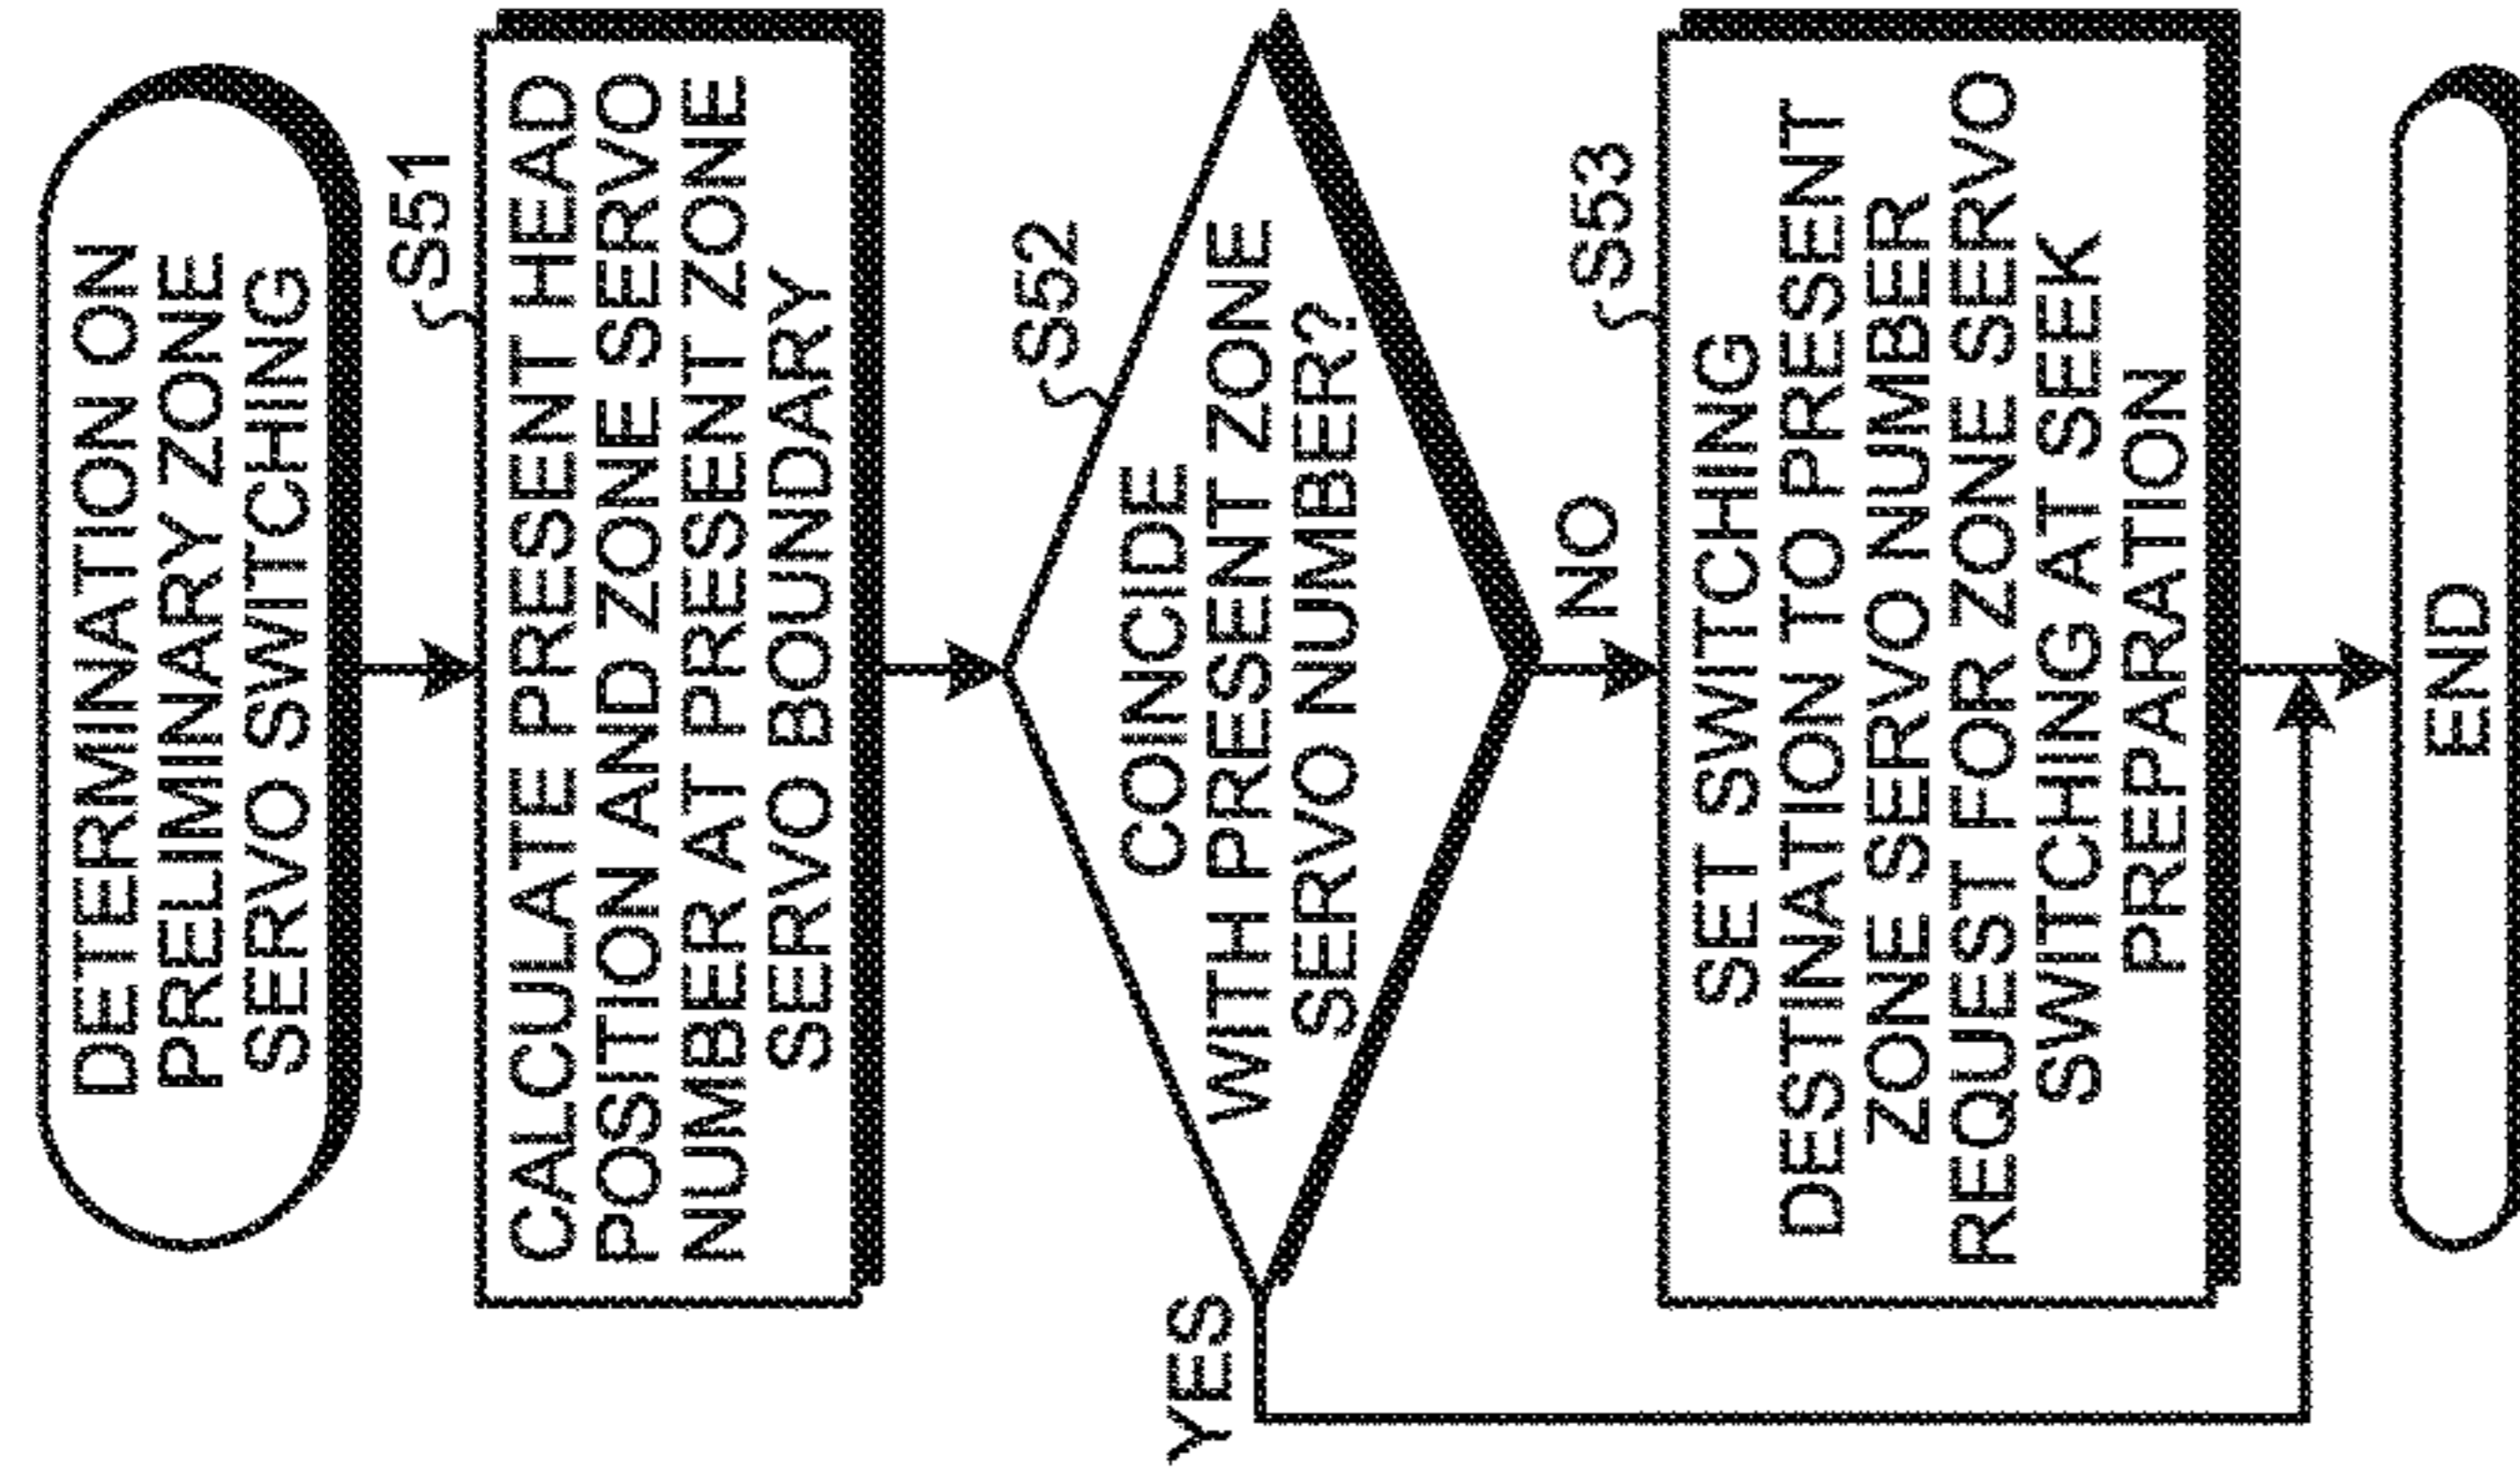 DETERMINATION ON
PRELIMINARY ZONE
SERVO SWITCHING
S51
CALCULATE PRESENT HEAD
POSITION AND ZONE SERVO
NUMBER AT PRESENT ZONE
SERVO BOUNDARY
S52
COINCIDE
WITH PRESENT ZONE
SERVO NUMBER?
YES
NO
S53
SET SWITCHING
DESTINATION TO PRESENT
ZONE SERVO NUMBER
REQUEST FOR ZONE SERVO
SWITCHING AT SEEK
PREPARATION
END